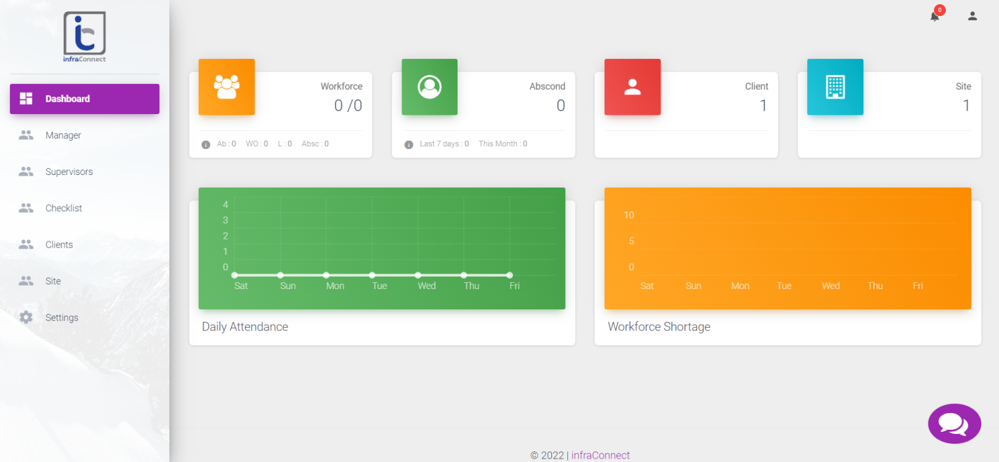 ic
infraConnect
Dashboard
Manager
Supervisors
Checklist
Clients
Site
Settings
0
Workforce
0 /0
Ab : 0 WO : 0 L : 0 Absc : 0
Abscond
0
Last 7 days : 0 This Month : 0
Client
1
Site
1
4
3
2
1
0
Sat Sun Mon Tue Wed Thu Fri
Daily Attendance
10
5
0
Sat Sun Mon Tue Wed Thu Fri
Workforce Shortage
© 2022 | infraConnect